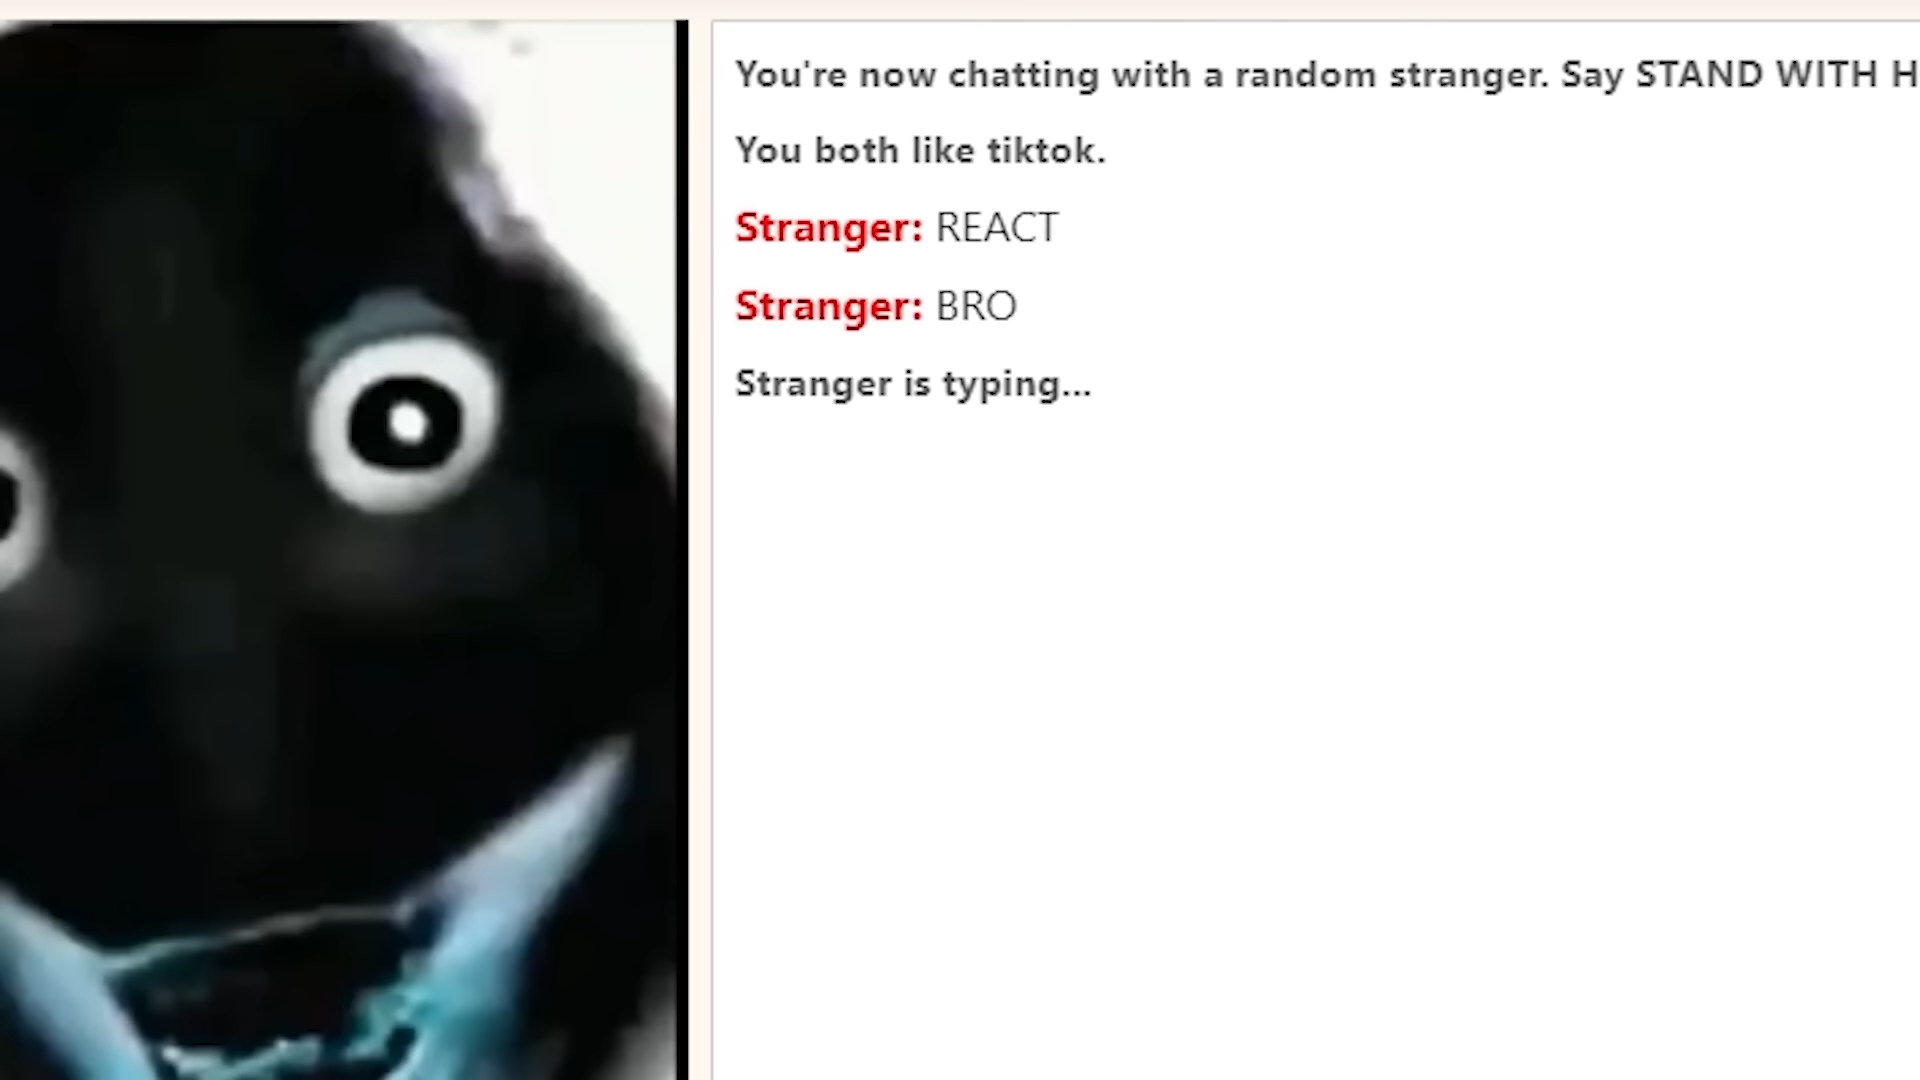 You're now chatting with a random stranger. Say STAND WITH H
You both like tiktok.
Stranger: REACT
Stranger: BRO
Stranger is typing...